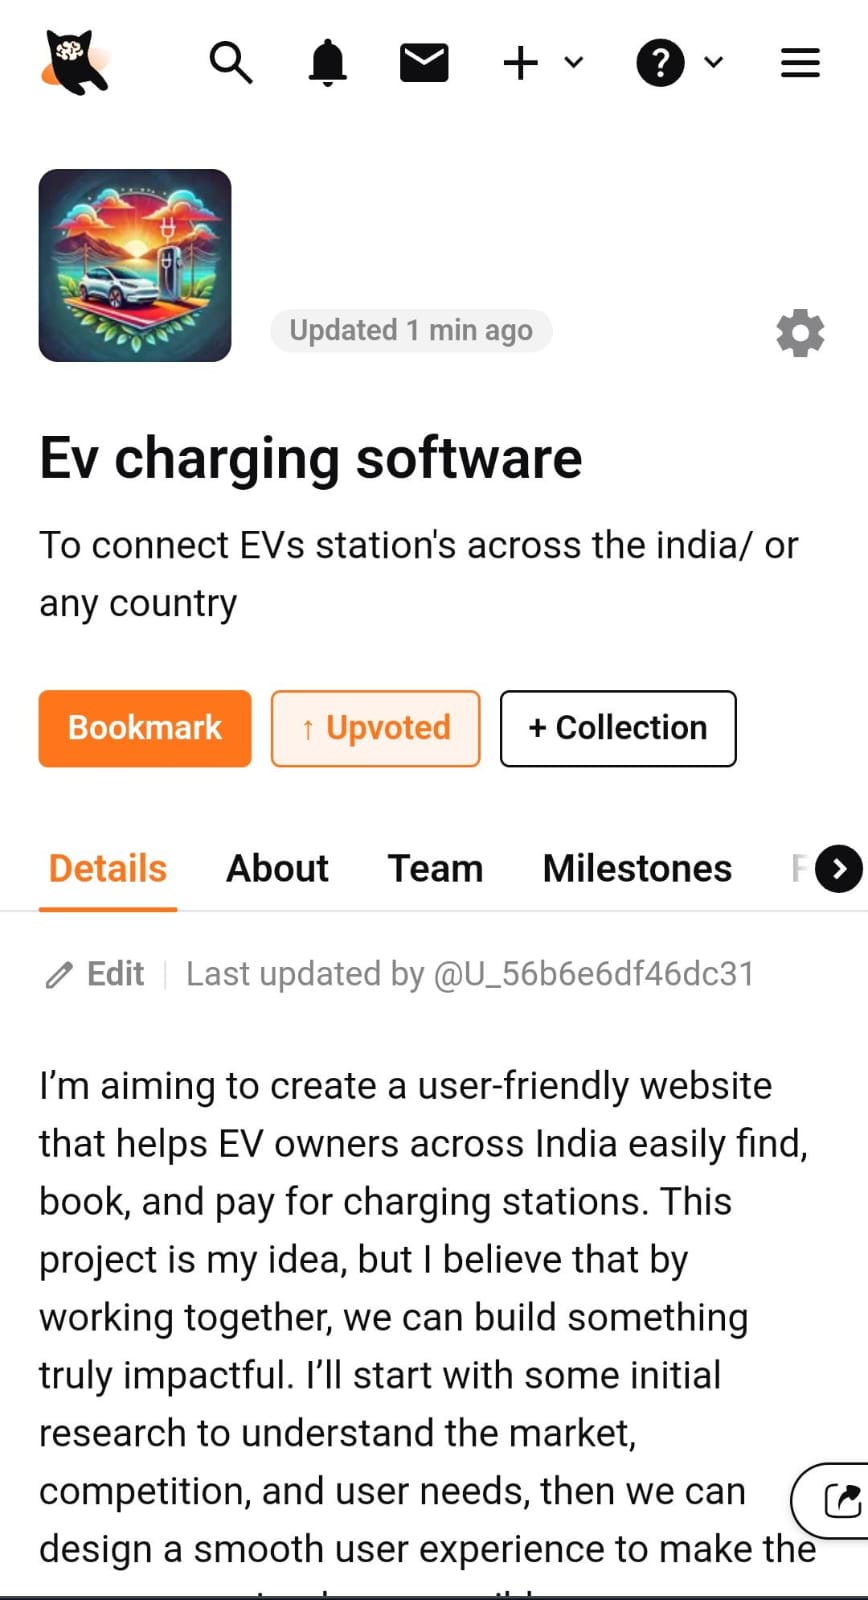 Updated 1 min ago
Ev charging software
To connect EVs station's across the india/ or
any country
Bookmark
↑ Upvoted
+ Collection
Details About Team Milestones
Edit | Last updated by @U_56b6e6df46dc31
I’m aiming to create a user-friendly website
that helps EV owners across India easily find,
book, and pay for charging stations. This
project is my idea, but I believe that by
working together, we can build something
truly impactful. I’ll start with some initial
research to understand the market,
competition, and user needs, then we can
design a smooth user experience to make the